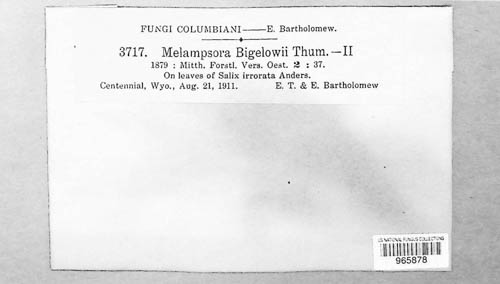 FUNGI COLUMBIANI—E. Bartholomew.
3717. Melampsora Bigelowii Thum.—II
1879 : Mitth. Forstl. Vers. Oest. 2 : 37.
On leaves of Salix irrorata Anders.
Centennial, Wyo., Aug. 21, 1911. E. T. & E. Bartholomew
US NATIONAL FUNGUS COLLECTIONS
965878